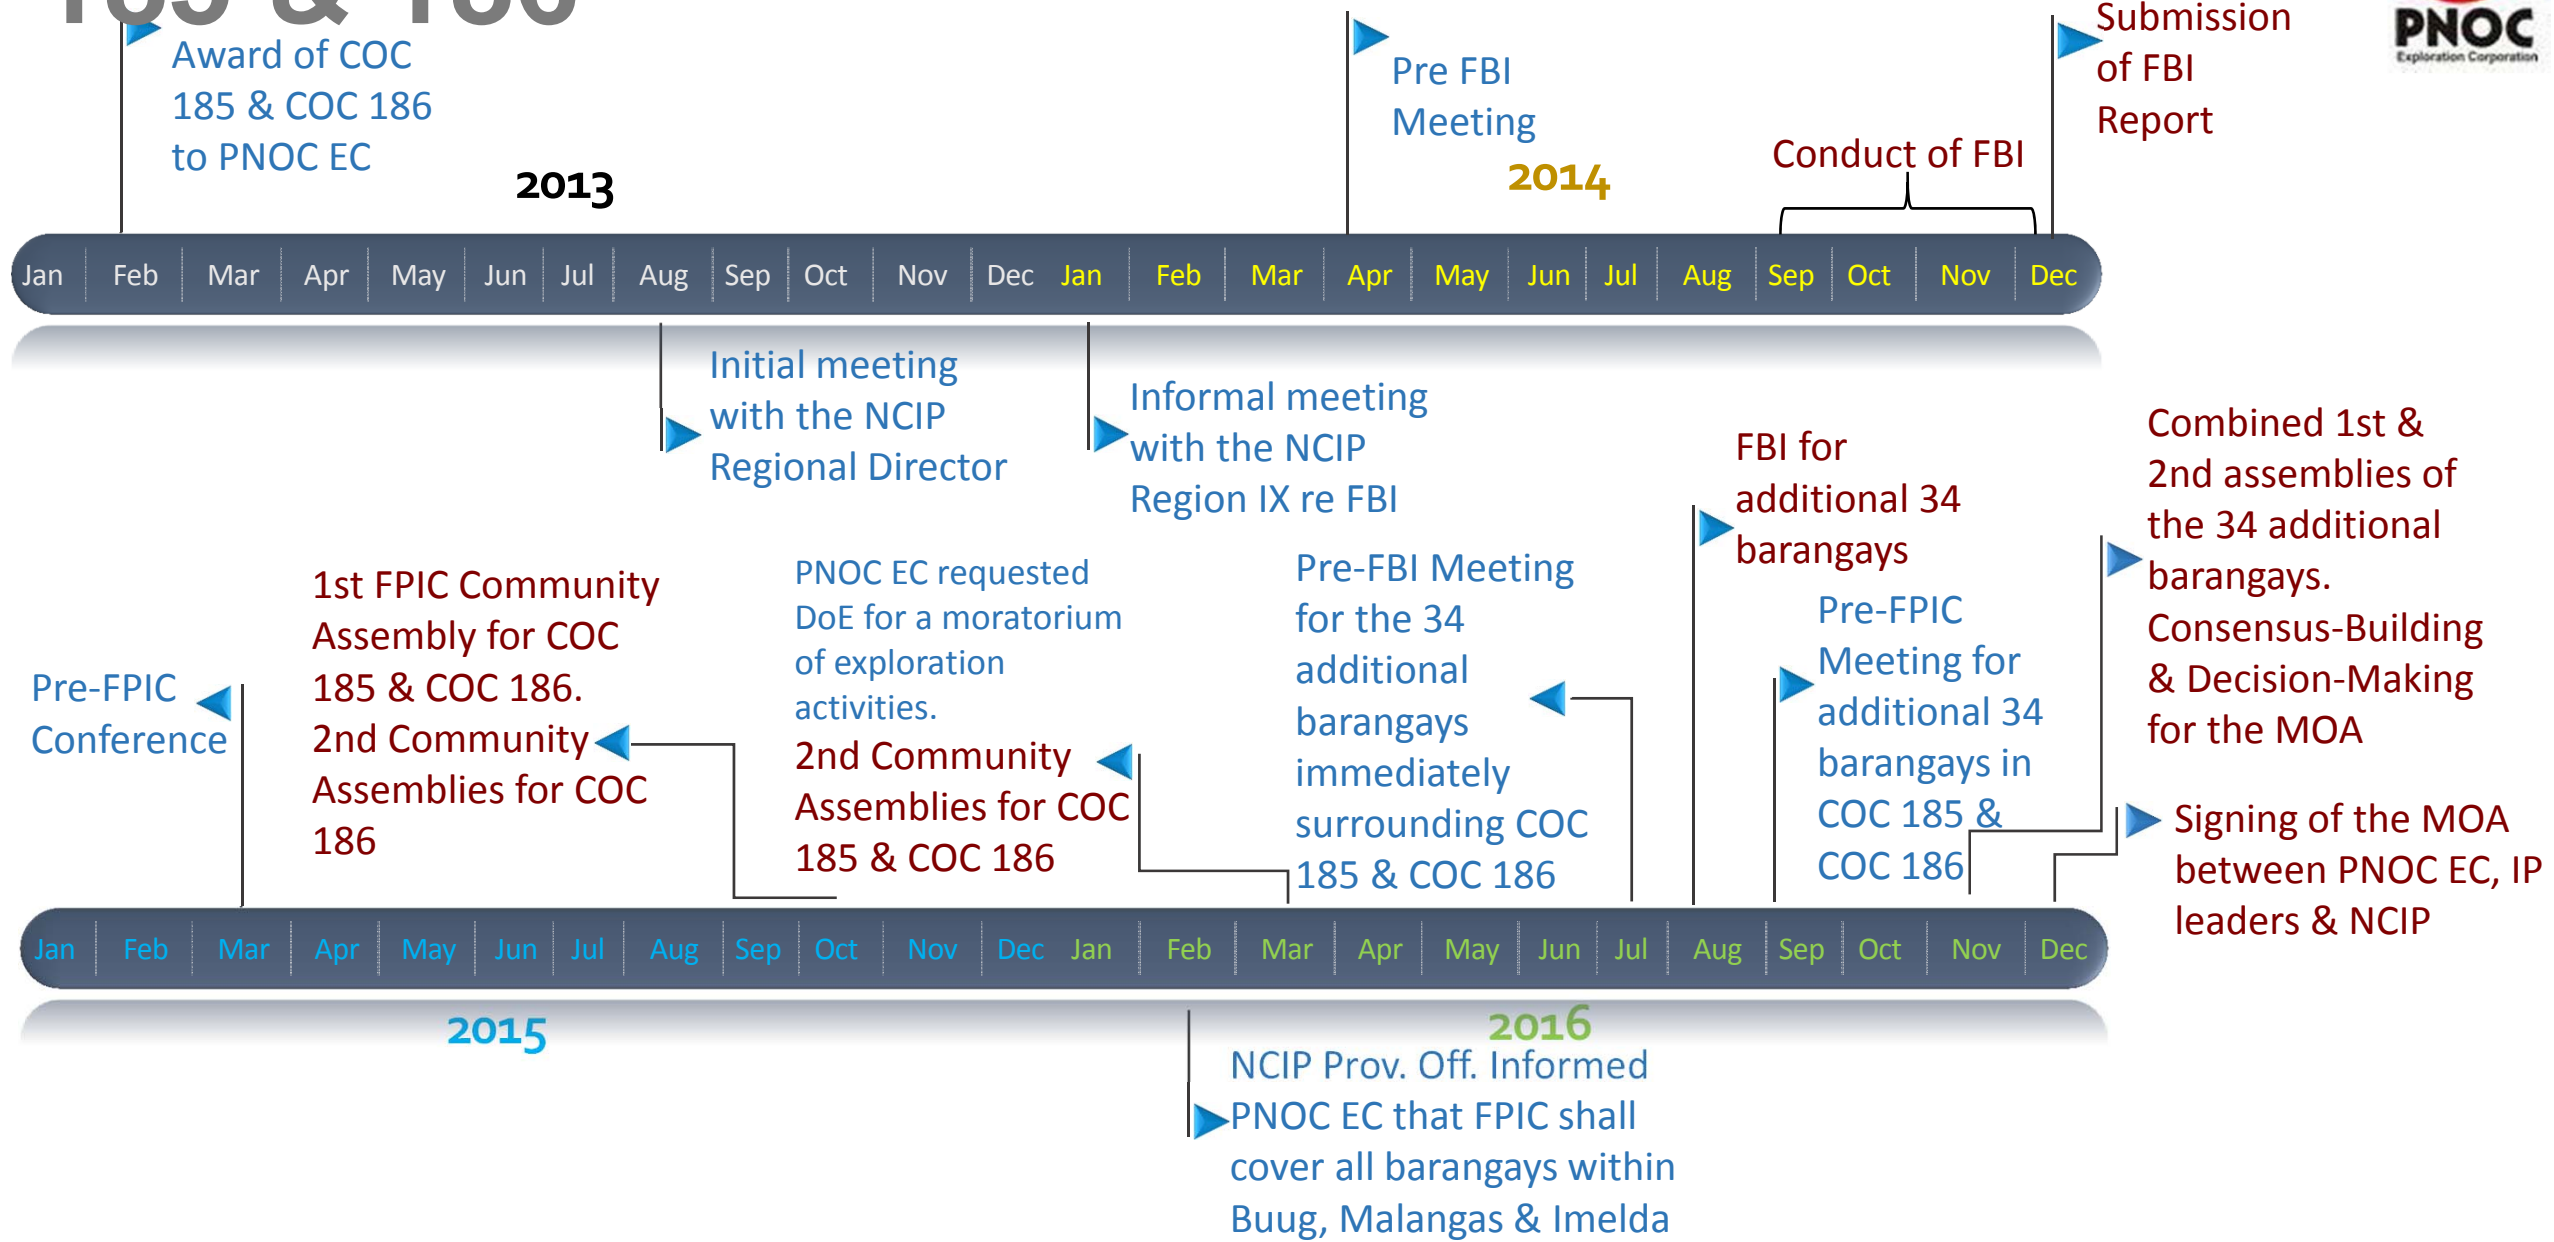 185 & 186
PNOC
Exploration Corporation
Award of COC
185 & COC 186
to PNOC EC
2013
Pre FBI
Meeting
2014
Conduct of FBI
Submission
of FBI
Report
Jan Feb Mar Apr May Jun Jul Aug Sep Oct Nov Dec Jan Feb Mar Apr May Jun Jul Aug Sep Oct Nov Dec
Initial meeting
with the NCIP
Regional Director
Informal meeting
with the NCIP
Region IX re FBI
Pre-FPIC
Conference
1st FPIC Community
Assembly for COC
185 & COC 186.
2nd Community
Assemblies for COC
186
PNOC EC requested
DoE for a moratorium
of exploration
activities.
2nd Community
Assemblies for COC
185 & COC 186
Pre-FBI Meeting
for the 34
additional
barangays
immediately
surrounding COC
185 & COC 186
FBI for
additional 34
barangays
Pre-FPIC
Meeting for
additional 34
barangays in
COC 185 &
COC 186
Combined 1st &
2nd assemblies of
the 34 additional
barangays.
Consensus-Building
& Decision-Making
for the MOA
Signing of the MOA
between PNOC EC, IP
leaders & NCIP
Jan Feb Mar Apr May Jun Jul Aug Sep Oct Nov Dec Jan Feb Mar Apr May Jun Jul Aug Sep Oct Nov Dec
2015
2016
NCIP Prov. Off. Informed
PNOC EC that FPIC shall
cover all barangays within
Buug, Malangas & Imelda